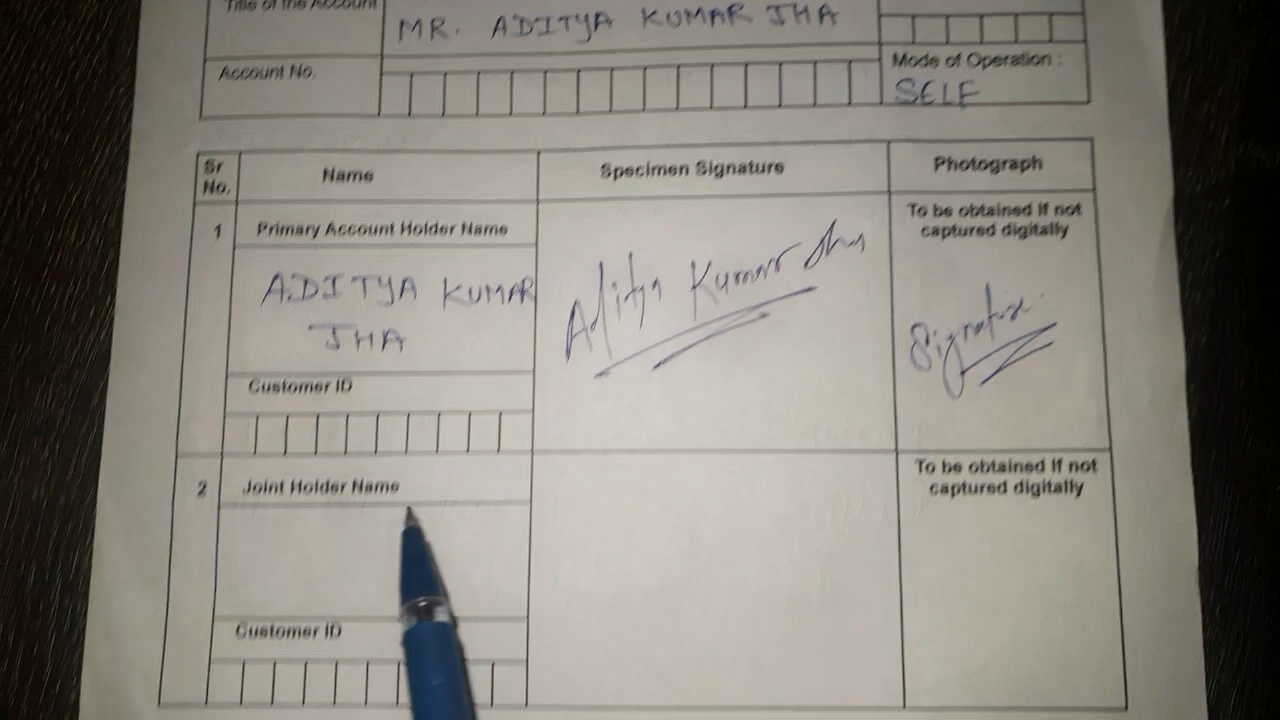 Title of the Account
MR. ADITYA KUMAR JHA
Account No.
Mode of Operation :
SELF
Sr No.
Name
Specimen Signature
Photograph
1
Primary Account Holder Name
ADITYA KUMAR
JHA
Aditya Kumar Jha
To be obtained if not
captured digitally
Signature
Customer ID
2
Joint Holder Name
To be obtained if not
captured digitally
Customer ID